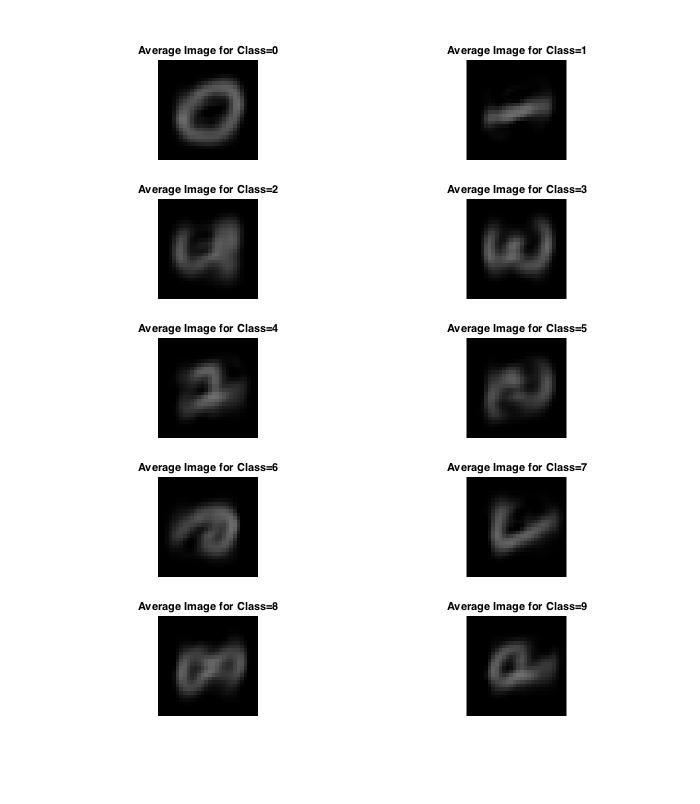 Average Image for Class=0
Average Image for Class=1
Average Image for Class=2
Average Image for Class=3
Average Image for Class=4
Average Image for Class=5
Average Image for Class=6
Average Image for Class=7
Average Image for Class=8
Average Image for Class=9